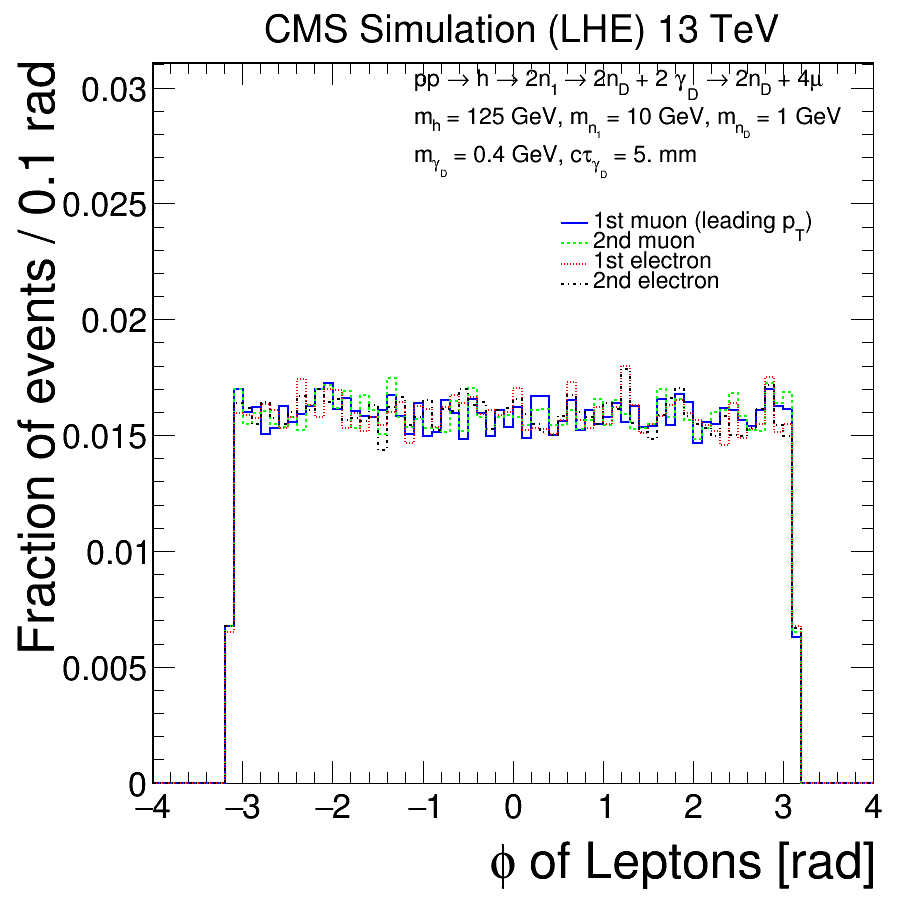 CMS Simulation (LHE) 13 TeV
pp → h → 2n₁ → 2n_D + 2 γ_D → 2n_D + 4μ
m_h = 125 GeV, m_n₁ = 10 GeV, m_n_D = 1 GeV
m_γ_D = 0.4 GeV, cτ_γ_D = 5. mm
1st muon (leading p_T)
2nd muon
1st electron
2nd electron
Fraction of events / 0.1 rad
0.03
0.025
0.02
0.015
0.01
0.005
0
−4 −3 −2 −1 0 1 2 3 4
ϕ of Leptons [rad]